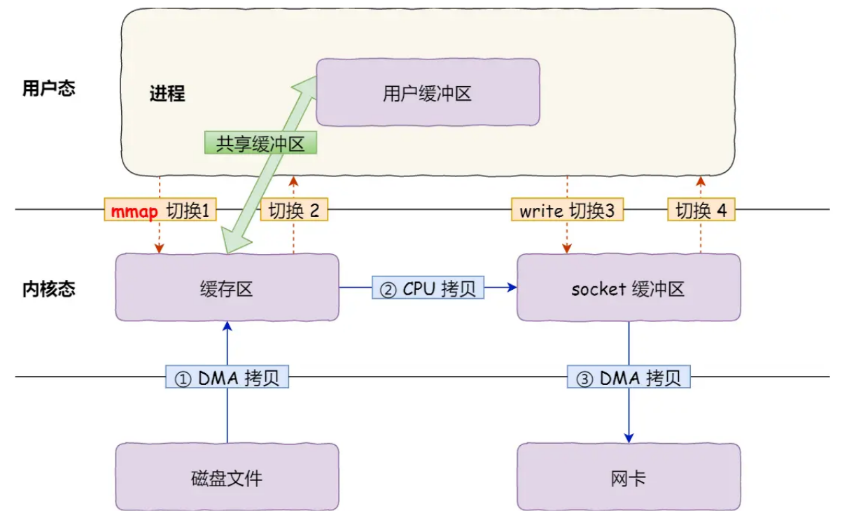 用户态
进程
用户缓冲区
共享缓冲区
mmap 切换1
切换 2
write 切换3
切换 4
内核态
缓存区
② CPU 拷贝
socket 缓冲区
① DMA 拷贝
③ DMA 拷贝
磁盘文件
网卡